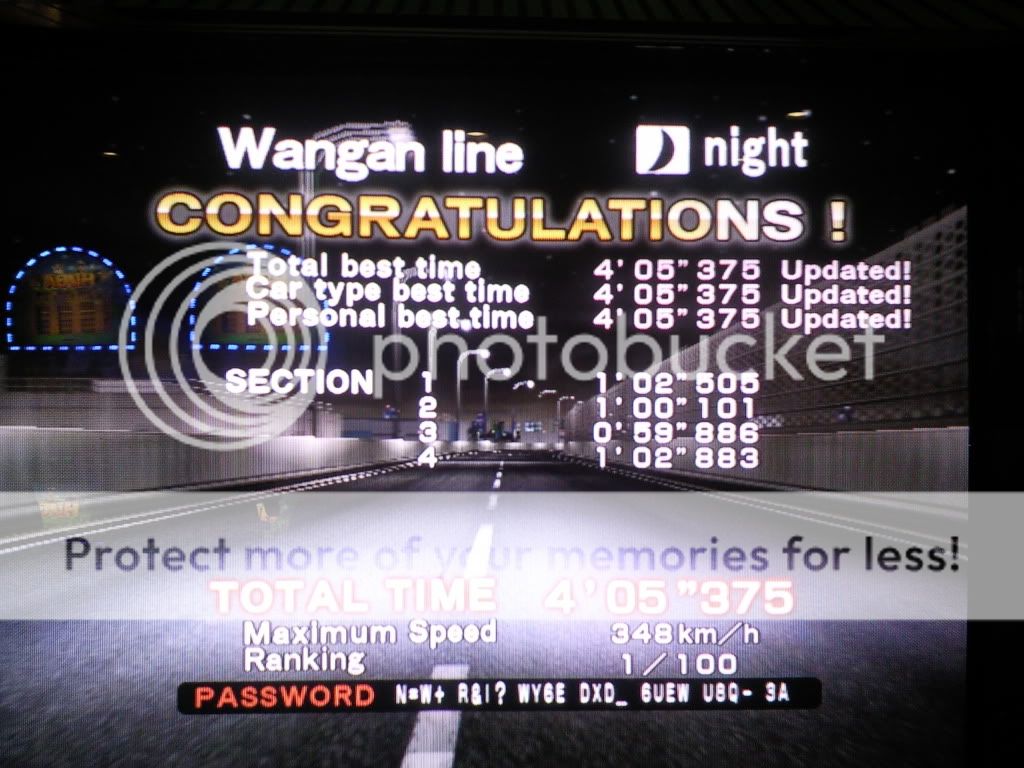 Wangan line night
CONGRATULATIONS !
Total best time 4'05"375 Updated!
Car type best time 4'05"375 Updated!
Personal best time 4'05"375 Updated!
photobucket
SECTION 1 1'02"505
2 1'00"101
3 0'59"886
4 1'02"883
Protect more of your memories for less!
TOTAL TIME 4'05"375
Maximum Speed 348km/h
Ranking 1/100
PASSWORD N=W+ R&!? WY6E DXD_ 6UEW U8Q- 3A